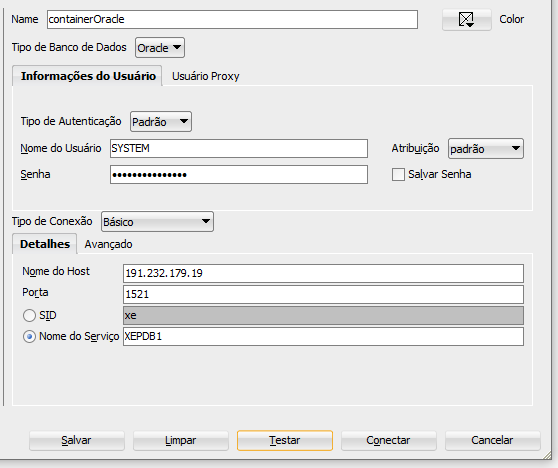 Name containerOracle Color
Tipo de Banco de Dados Oracle
Informações do Usuário Usuário Proxy
Tipo de Autenticação Padrão
Nome do Usuário SYSTEM Atribuição padrão
Senha ••••••••••••••• Salvar Senha
Tipo de Conexão Básico
Detalhes Avançado
Nome do Host 191.232.179.19
Porta 1521
SID xe
Nome do Serviço XEPDB1
Salvar Limpar Testar Conectar Cancelar